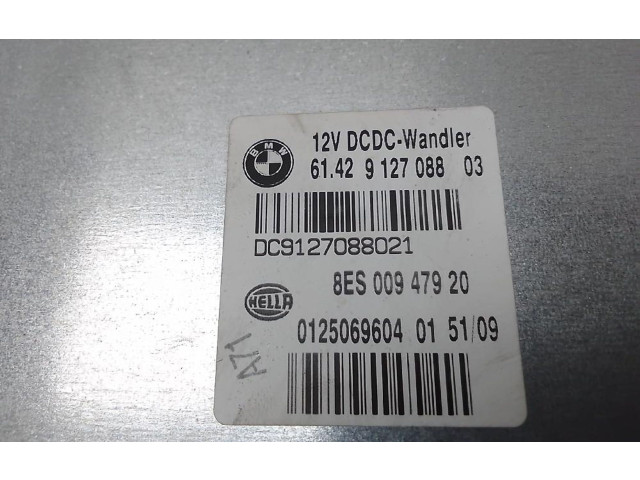 BMW
12V DCDC-Wandler
61.42 9 127 088 03
DC9127088021
8ES 009 479 20
HELLA
0125069604 01 51/09
A71